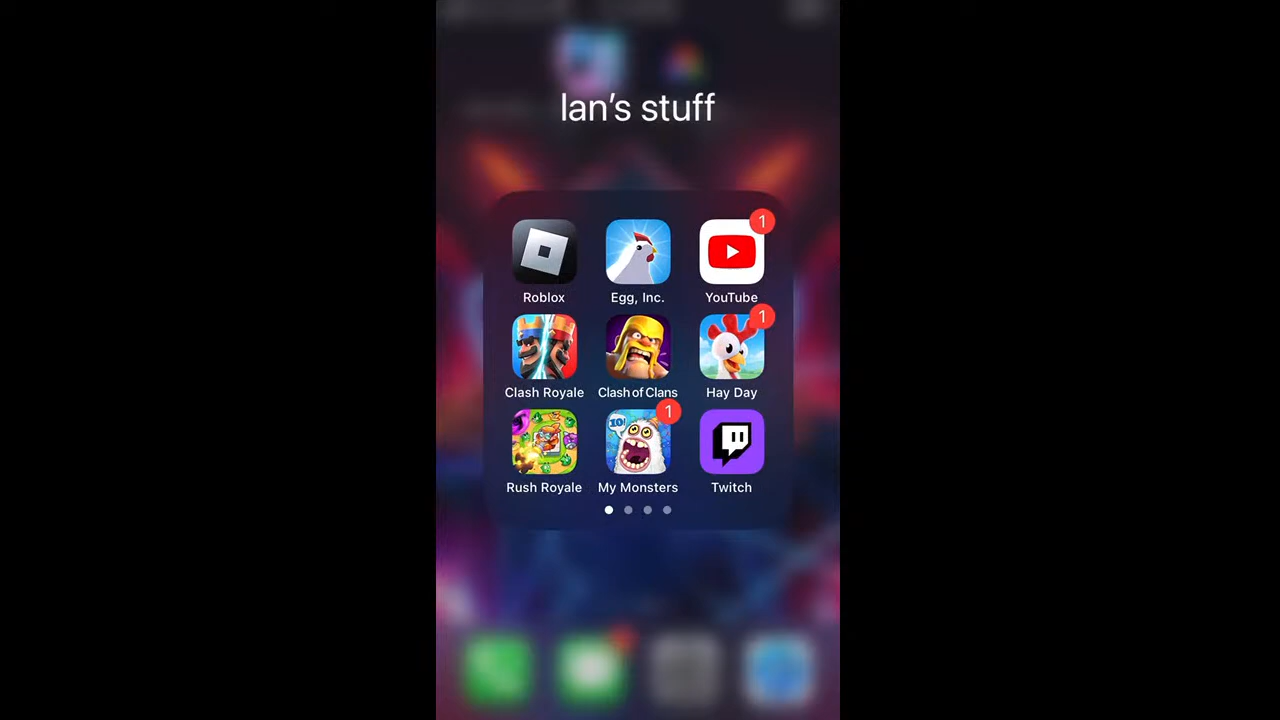 Ian's stuff
1
Roblox
Egg, Inc.
YouTube
1
Clash Royale
Clash of Clans
Hay Day
10!
1
Rush Royale
My Monsters
Twitch